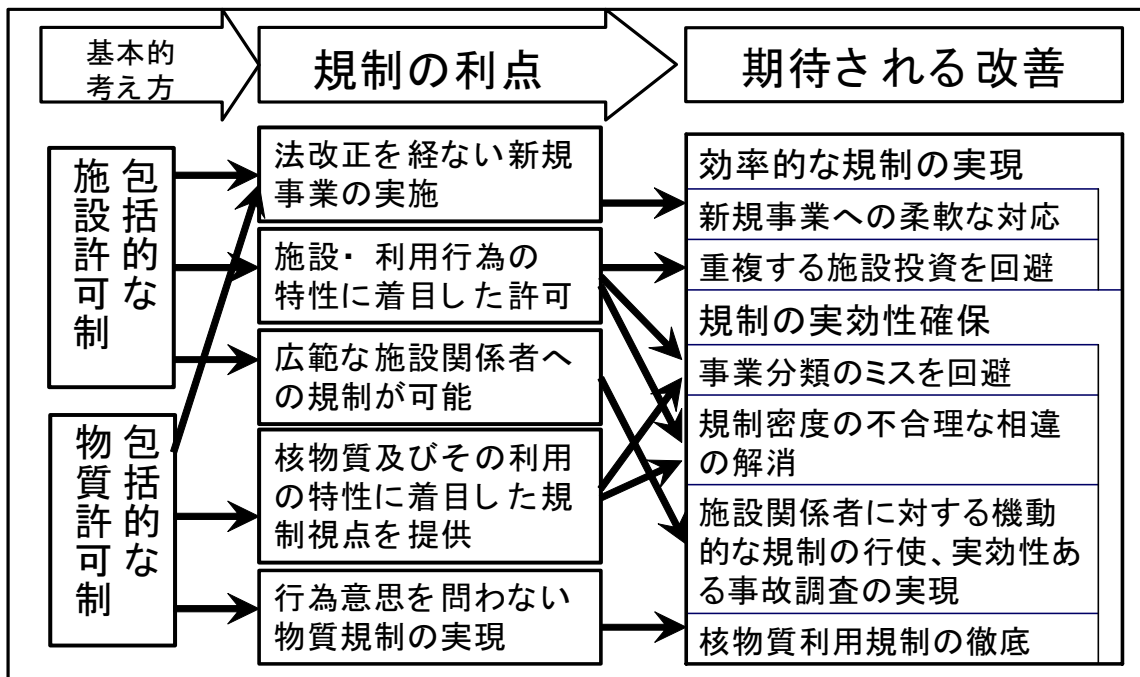 基本的
考え方
規制の利点
期待される改善
包括的な
施設許可制
包括的な
物質許可制
法改正を経ない新規
事業の実施
施設・利用行為の
特性に着目した許可
広範な施設関係者へ
の規制が可能
核物質及びその利用
の特性に着目した規
制視点を提供
行為意思を問わない
物質規制の実現
効率的な規制の実現
新規事業への柔軟な対応
重複する施設投資を回避
規制の実効性確保
事業分類のミスを回避
規制密度の不合理な相違
の解消
施設関係者に対する機動
的な規制の行使、実効性あ
る事故調査の実現
核物質利用規制の徹底